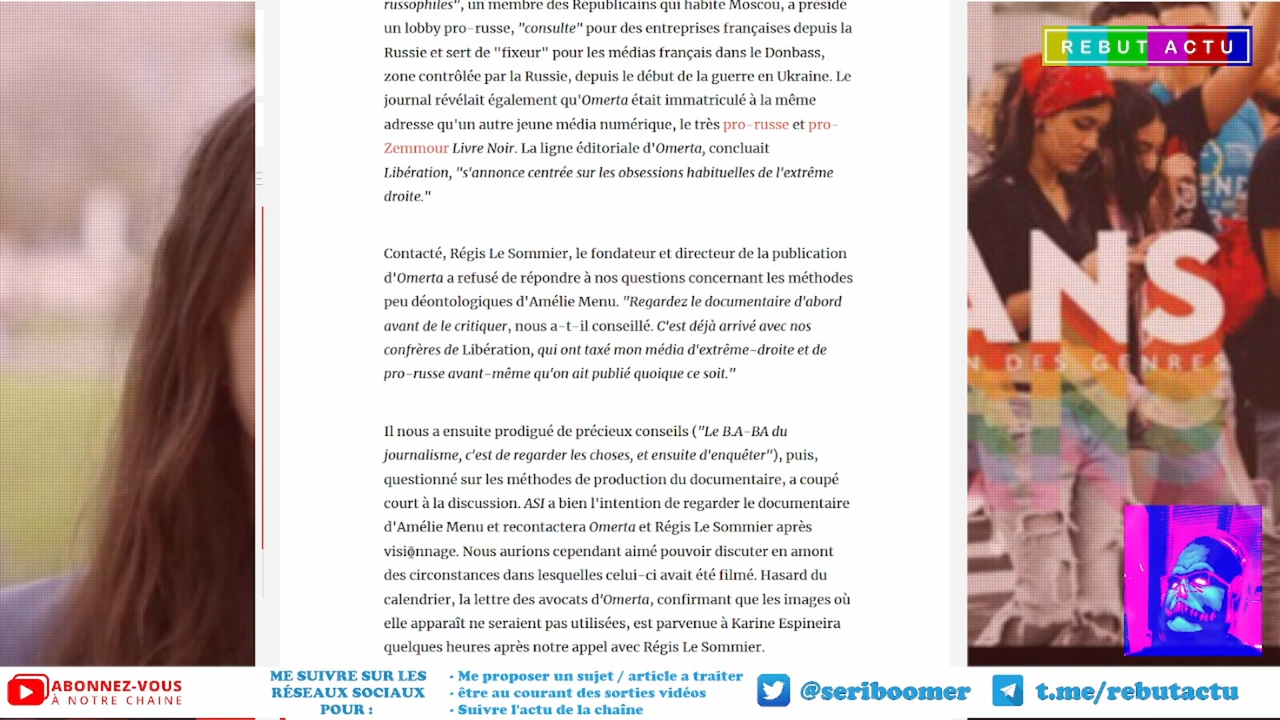 russophiles", un membre des Républicains qui habite Moscou, a présidé
un lobby pro-russe, "consulte" pour des entreprises françaises depuis la
Russie et sert de "fixeur" pour les médias français dans le Donbass,
zone contrôlée par la Russie, depuis le début de la guerre en Ukraine. Le
journal révélait également qu'Omerta était immatriculé à la même
adresse qu'un autre jeune média numérique, le très pro-russe et pro-
Zemmour Livre Noir. La ligne éditoriale d'Omerta, concluait
Libération, "s'annonce centrée sur les obsessions habituelles de l'extrême
droite."
Contacté, Régis Le Sommier, le fondateur et directeur de la publication
d'Omerta a refusé de répondre à nos questions concernant les méthodes
peu déontologiques d'Amélie Menu. "Regardez le documentaire d'abord
avant de le critiquer, nous a-t-il conseillé. C'est déjà arrivé avec nos
confrères de Libération, qui ont taxé mon média d'extrême-droite et de
pro-russe avant-même qu'on ait publié quoique ce soit."
Il nous a ensuite prodigué de précieux conseils ("Le B.A-BA du
journalisme, c'est de regarder les choses, et ensuite d'enquêter"), puis,
questionné sur les méthodes de production du documentaire, a coupé
court à la discussion. ASI a bien l'intention de regarder le documentaire
d'Amélie Menu et recontactera Omerta et Régis Le Sommier après
visionnage. Nous aurions cependant aimé pouvoir discuter en amont
des circonstances dans lesquelles celui-ci avait été filmé. Hasard du
calendrier, la lettre des avocats d'Omerta, confirmant que les images où
elle apparaît ne seraient pas utilisées, est parvenue à Karine Espineira
quelques heures après notre appel avec Régis Le Sommier.
REBUT ACTU
END
ANS
N DES GENRES
ABONNEZ-VOUS
À NOTRE CHAINE
ME SUIVRE SUR LES
RÉSEAUX SOCIAUX
POUR :
- Me proposer un sujet / article a traiter
- être au courant des sorties vidéos
- Suivre l'actu de la chaîne
@seriboomer
t.me/rebutactu